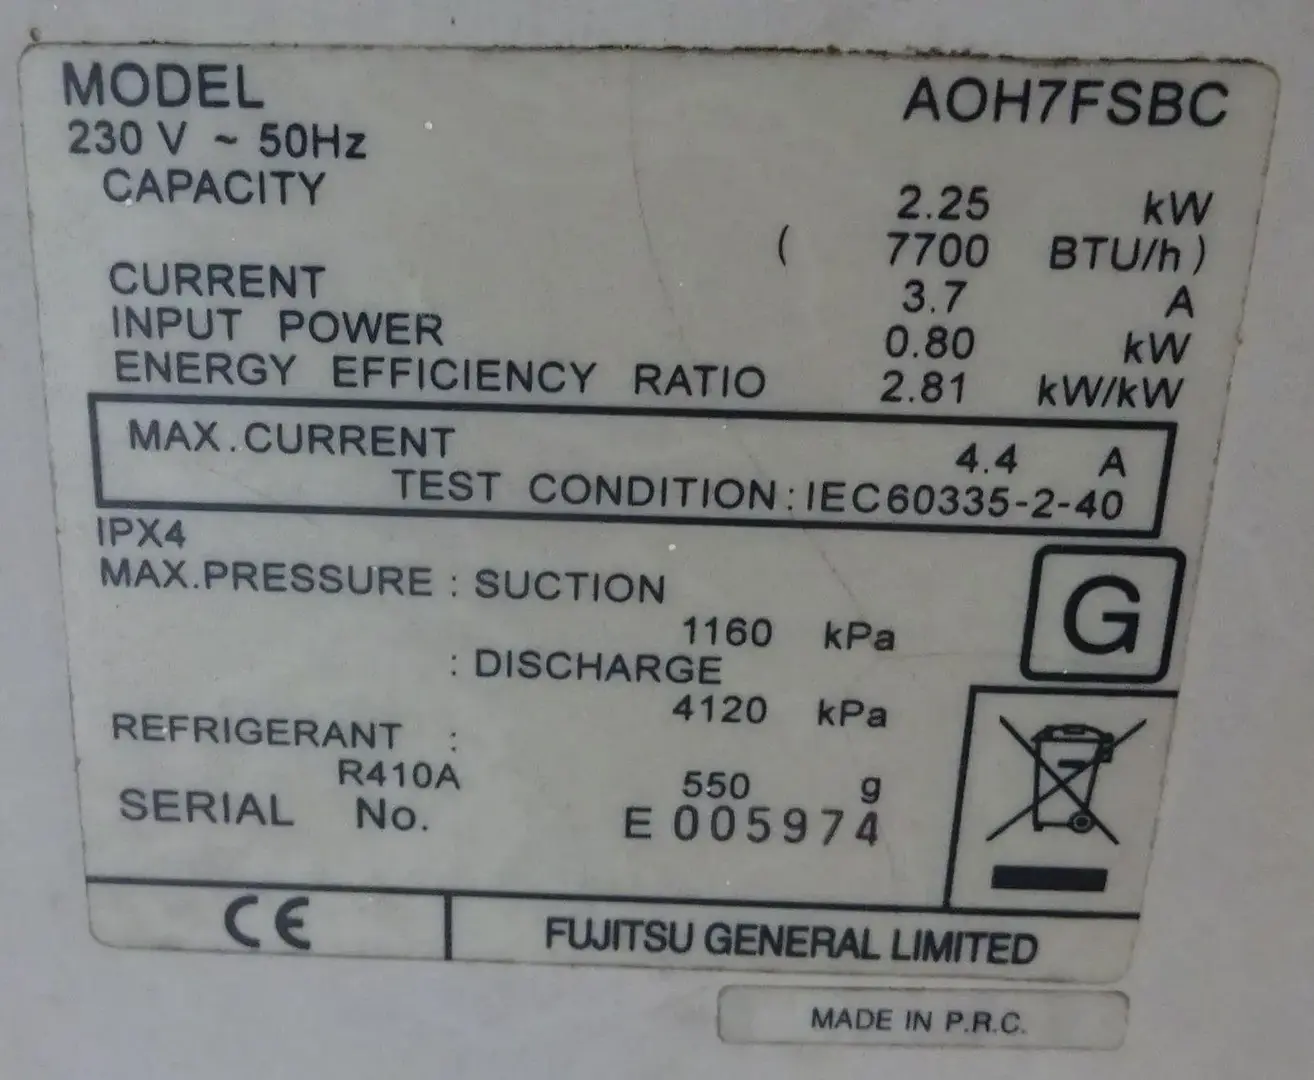 MODEL AOH7FSBC
230 V ~ 50Hz
CAPACITY 2.25 kW
( 7700 BTU/h )
CURRENT 3.7 A
INPUT POWER 0.80 kW
ENERGY EFFICIENCY RATIO 2.81 kW/kW
MAX.CURRENT 4.4 A
TEST CONDITION:IEC60335-2-40
IPX4
MAX.PRESSURE : SUCTION
1160 kPa
: DISCHARGE
4120 kPa
REFRIGERANT :
R410A 550 g
SERIAL No. E005974
G
CE
FUJITSU GENERAL LIMITED
MADE IN P.R.C.